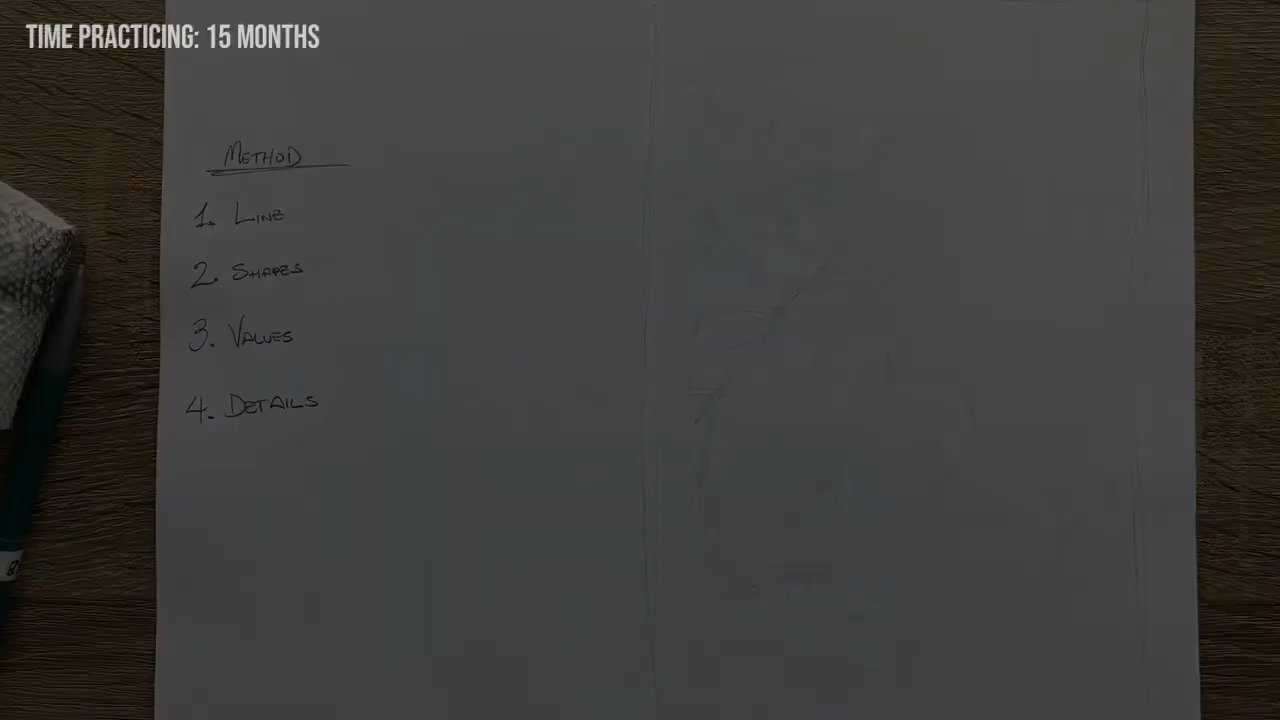 TIME PRACTICING: 15 MONTHS
METHOD
1. LINE
2. SHAPES
3. VALUES
4. DETAILS